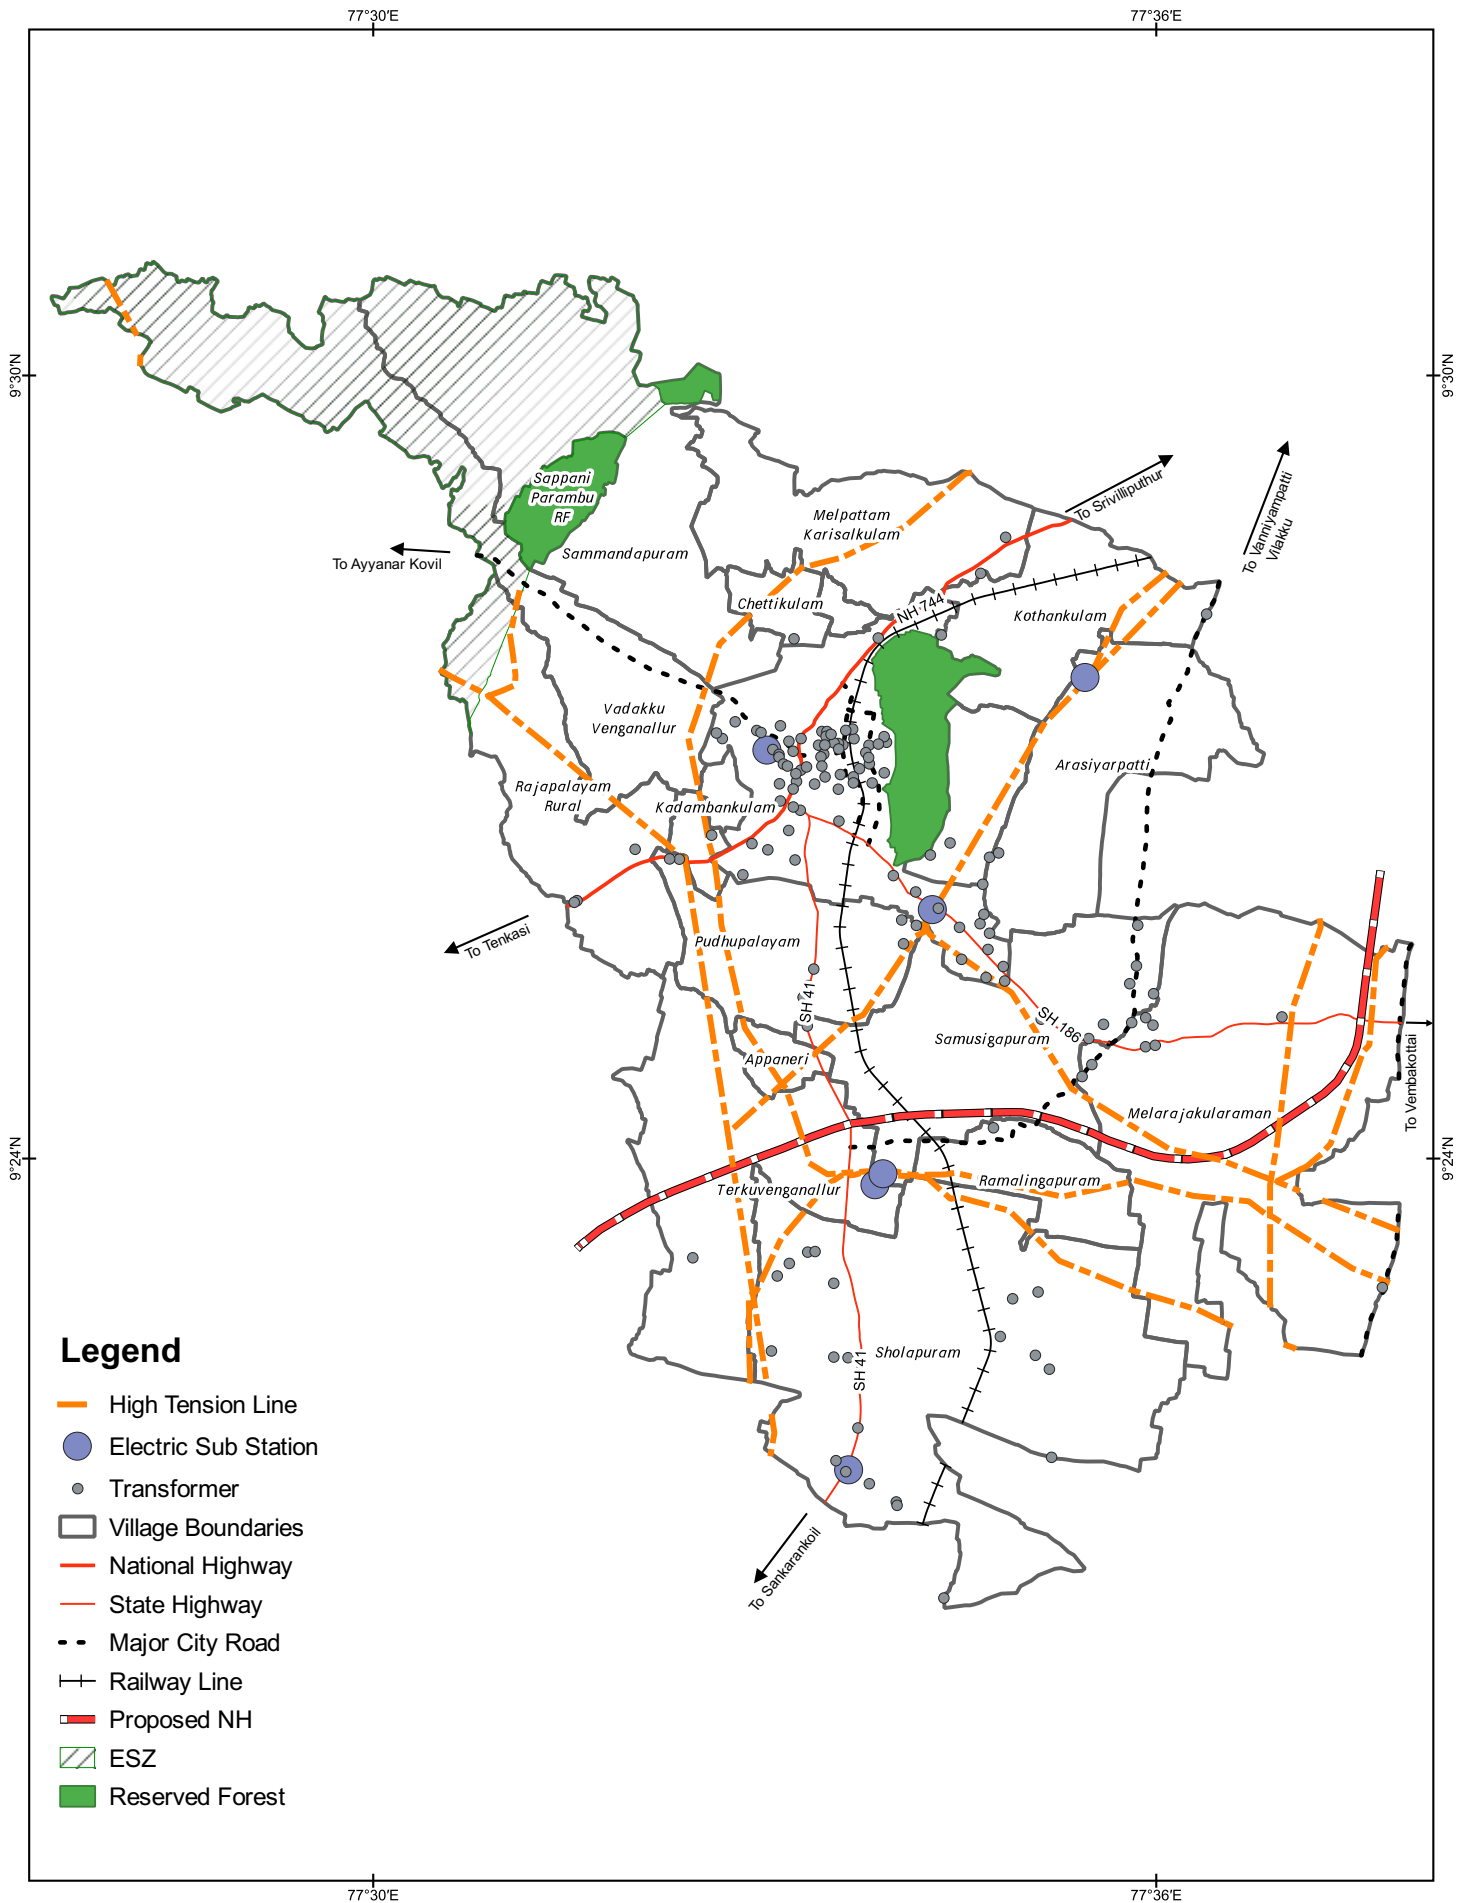 77°30'E
77°36'E
9°30'N
9°30'N
Sappani
Parambu
RF
To Srivilliputhur
To Vanniyampatti
Vilakku
Melpattam
Karisalkulam
Sammandapuram
To Ayyanar Kovil
Chettikulam
NH 744
Kothankulam
Vadakku
Venganallur
Arasiyarpatti
Rajapalayam
Rural
Kadambankulam
To Tenkasi
Pudhupalayam
SH 41
SH 186
Samusigapuram
Appaneri
To Vembakottai
Melarajakularaman
9°24'N
9°24'N
Terkuvenganallur
Ramalingapuram
Sholapuram
SH 41
To Sankarankoil
Legend
High Tension Line
Electric Sub Station
Transformer
Village Boundaries
National Highway
State Highway
Major City Road
Railway Line
Proposed NH
ESZ
Reserved Forest
77°30'E
77°36'E